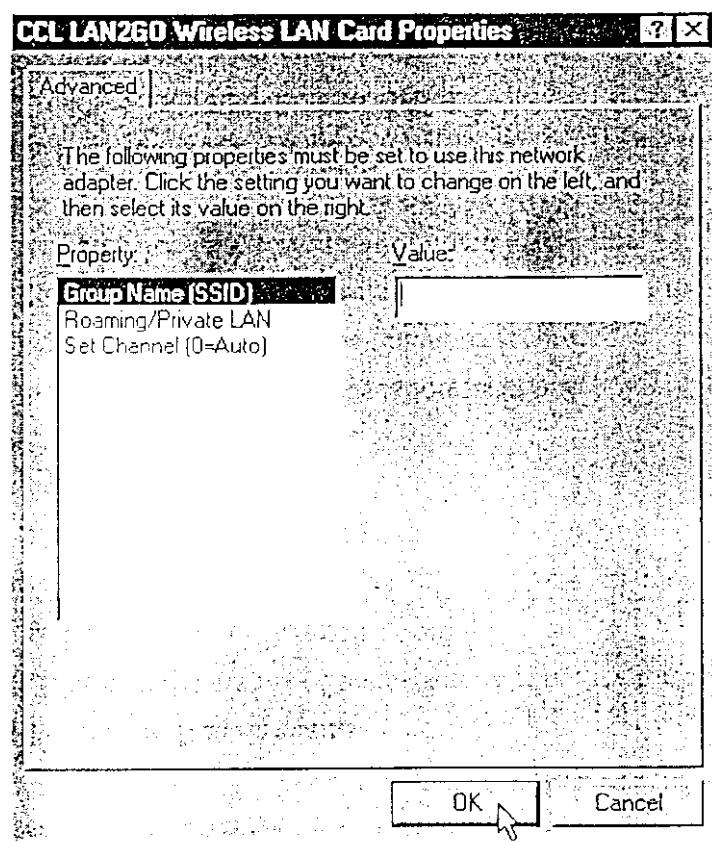 CCL LAN2GO Wireless LAN Card Properties ? X
Advanced
The following properties must be set to use this network
adapter. Click the setting you want to change on the left, and
then select its value on the right.
Property: Value:
Group Name (SSID)
Roaming/Private LAN
Set Channel (0=Auto)
OK Cancel